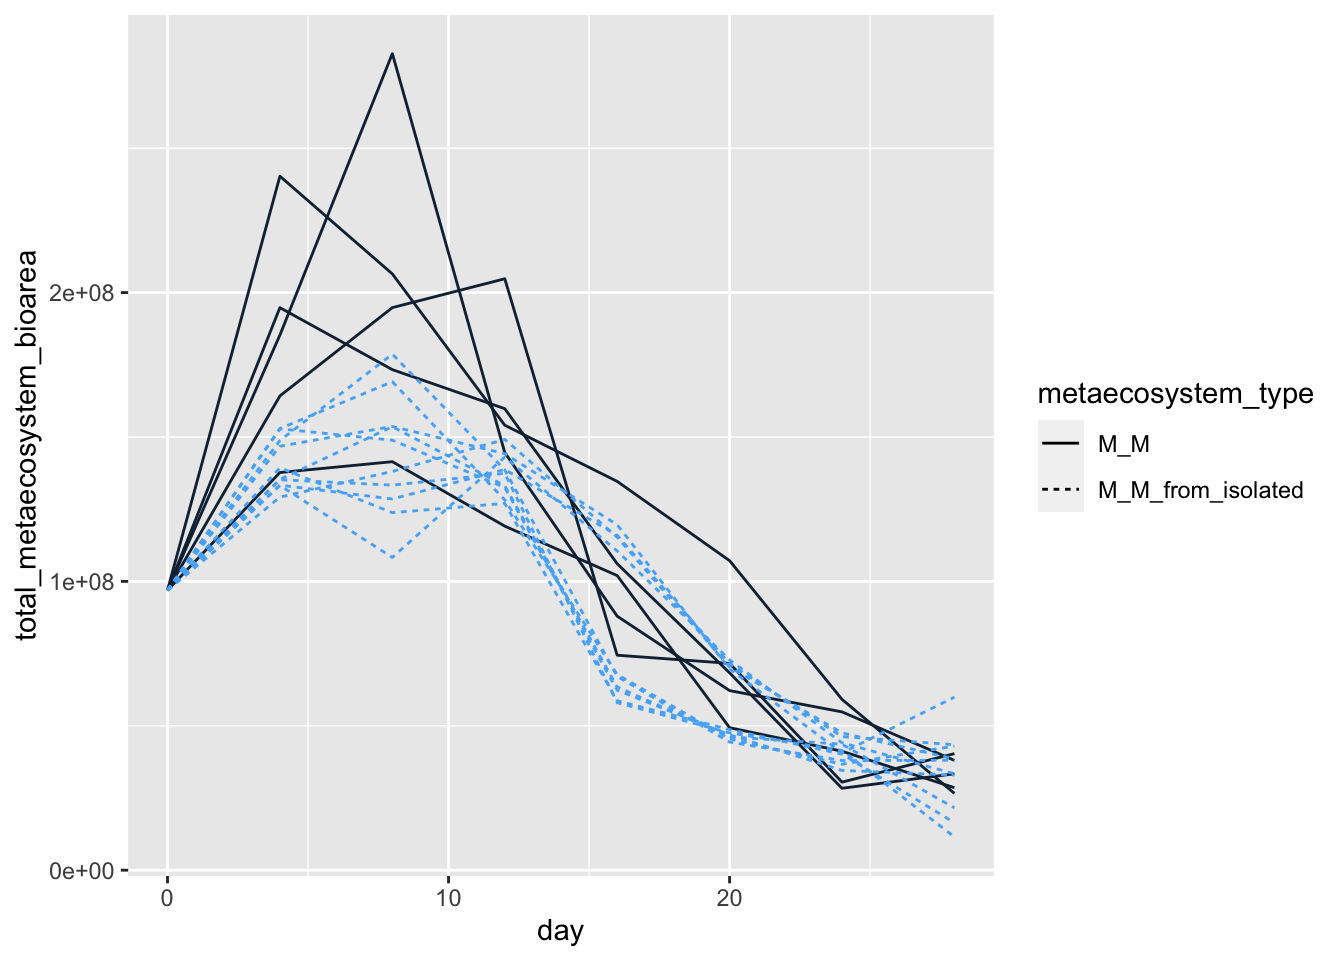 total_metaecosystem_bioarea
2e+08
1e+08
0e+00
0
10
20
day
metaecosystem_type
M_M
M_M_from_isolated